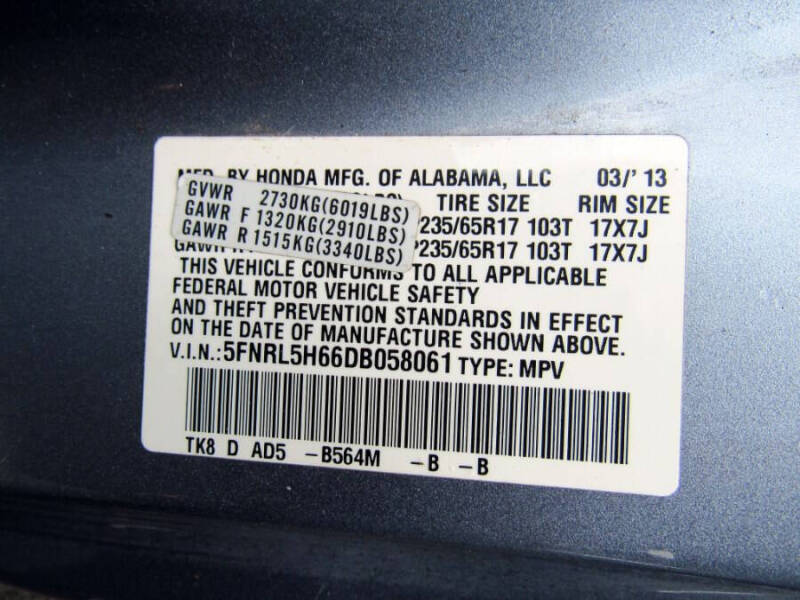 MFD. BY HONDA MFG. OF ALABAMA, LLC 03/'13
GVWR 2730KG(6019LBS) TIRE SIZE RIM SIZE
GAWR F 1320KG(2910LBS) P235/65R17 103T 17X7J
GAWR R 1515KG(3340LBS) P235/65R17 103T 17X7J
THIS VEHICLE CONFORMS TO ALL APPLICABLE
FEDERAL MOTOR VEHICLE SAFETY
AND THEFT PREVENTION STANDARDS IN EFFECT
ON THE DATE OF MANUFACTURE SHOWN ABOVE.
V.I.N.:5FNRL5H66DB058061 TYPE: MPV
TK8 D AD5 -B564M -B -B